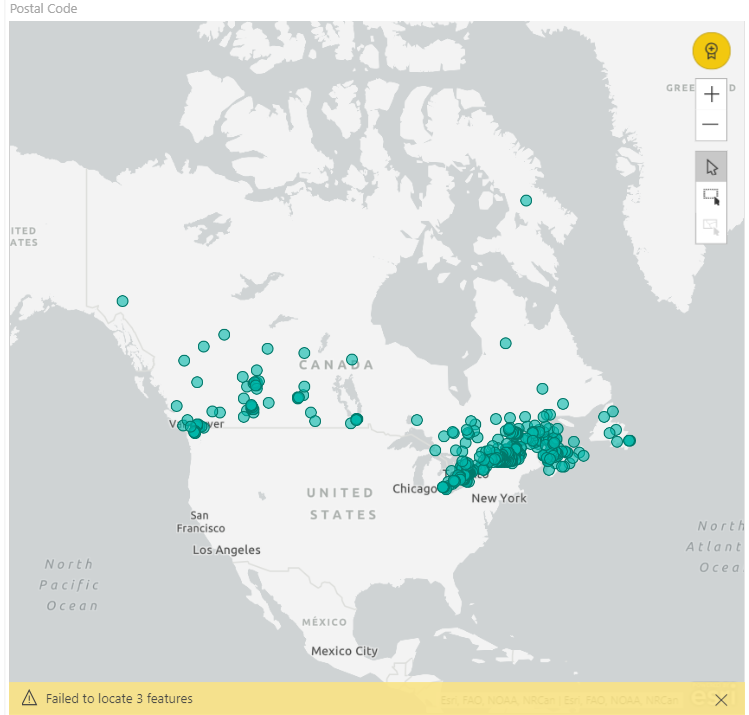 Postal Code
GREE
D
ITED
ATES
CANADA
Chicago
New York
UNITED
STATES
San
Francisco
Los Angeles
North
Pacific
Ocean
North
Atlant
Ocea
MÉXICO
Mexico City
Failed to locate 3 features
Esri, FAO, NOAA, NRCan | Esri, FAO, NOAA, NRCan
esri